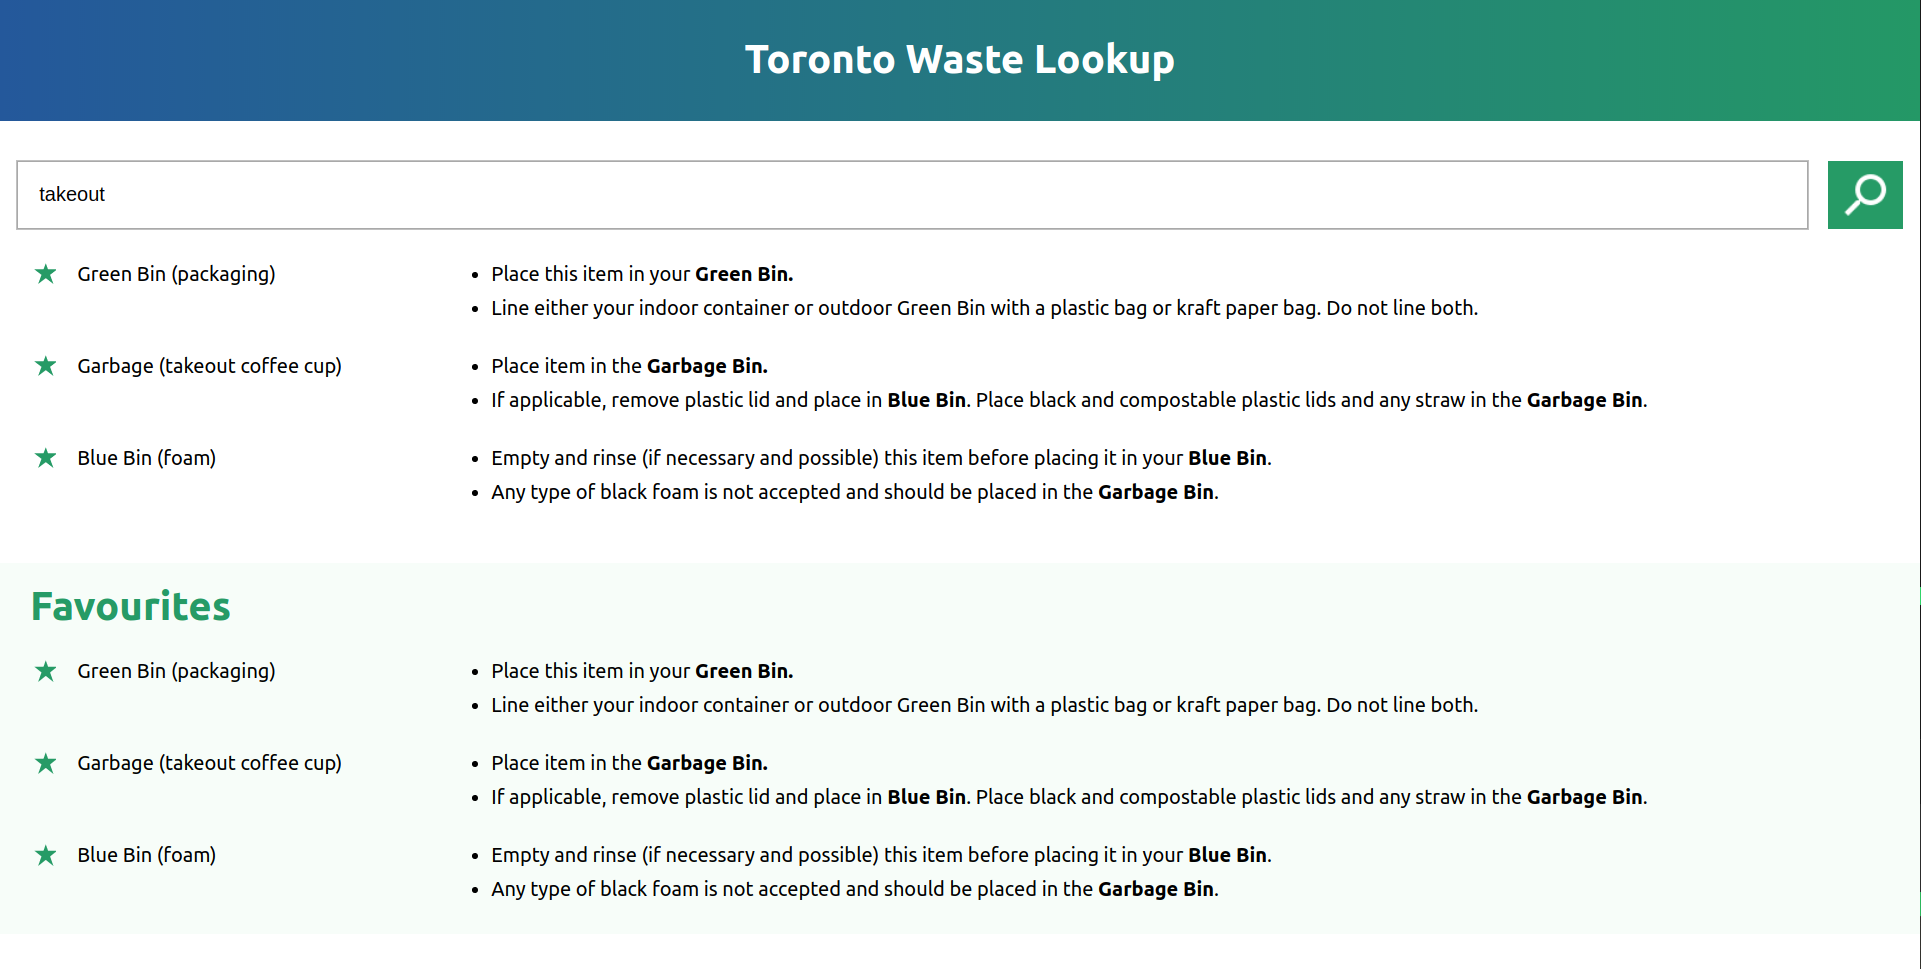 Toronto Waste Lookup
takeout
★ Green Bin (packaging)
• Place this item in your Green Bin.
• Line either your indoor container or outdoor Green Bin with a plastic bag or kraft paper bag. Do not line both.
★ Garbage (takeout coffee cup)
• Place item in the Garbage Bin.
• If applicable, remove plastic lid and place in Blue Bin. Place black and compostable plastic lids and any straw in the Garbage Bin.
★ Blue Bin (foam)
• Empty and rinse (if necessary and possible) this item before placing it in your Blue Bin.
• Any type of black foam is not accepted and should be placed in the Garbage Bin.
Favourites
★ Green Bin (packaging)
• Place this item in your Green Bin.
• Line either your indoor container or outdoor Green Bin with a plastic bag or kraft paper bag. Do not line both.
★ Garbage (takeout coffee cup)
• Place item in the Garbage Bin.
• If applicable, remove plastic lid and place in Blue Bin. Place black and compostable plastic lids and any straw in the Garbage Bin.
★ Blue Bin (foam)
• Empty and rinse (if necessary and possible) this item before placing it in your Blue Bin.
• Any type of black foam is not accepted and should be placed in the Garbage Bin.